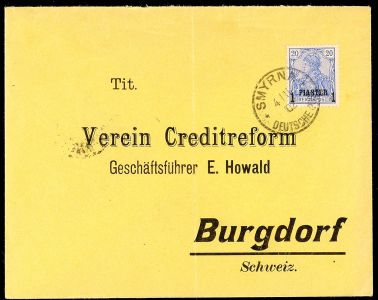 20 20
1 PIASTER 1
SMYRNA
DEUTSCHE
Tit.
Verein Creditreform
Geschäftsführer E. Howald
Burgdorf
Schweiz.